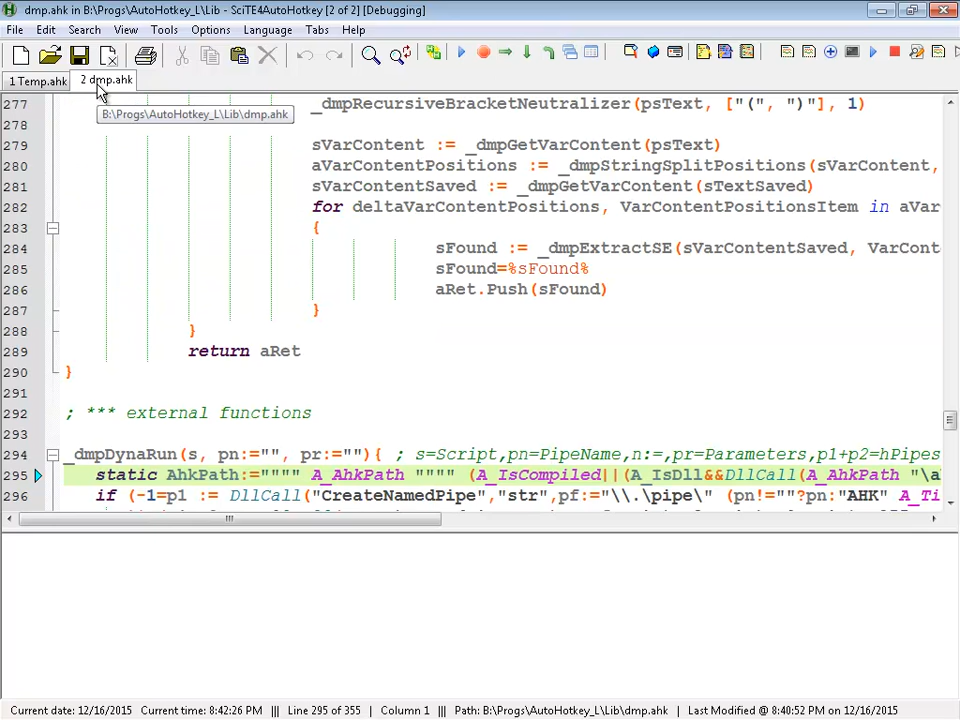 dmp.ahk in B:\Progs\AutoHotkey_L\Lib - SciTE4AutoHotkey [2 of 2] [Debugging]
File Edit Search View Tools Options Language Tabs Help
1 Temp.ahk 2 dmp.ahk
B:\Progs\AutoHotkey_L\Lib\dmp.ahk
277 _dmpRecursiveBracketNeutralizer(psText, ["(", ")"], 1)
278
279 sVarContent := _dmpGetVarContent(psText)
280 aVarContentPositions := _dmpStringSplitPositions(sVarContent,
281 sVarContentSaved := _dmpGetVarContent(sTextSaved)
282 for deltaVarContentPositions, VarContentPositionsItem in aVar
283 {
284 sFound := _dmpExtractSE(sVarContentSaved, VarCont
285 sFound=%sFound%
286 aRet.Push(sFound)
287 }
288 }
289 return aRet
290 }
291
292 ; *** external functions
293
294 _dmpDynaRun(s, pn:="", pr:=""){ ; s=Script,pn=PipeName,n:=,pr=Parameters,p1+p2=hPipes
295 static AhkPath:="""" A_AhkPath """" (A_IsCompiled||(A_IsDll&&DllCall(A_AhkPath "\a
296 if (-1=p1 := DllCall("CreateNamedPipe","str",pf:="\\.\pipe\" (pn!=""?pn:"AHK" A_Ti
Current date: 12/16/2015 Current time: 8:42:26 PM ||| Line 295 of 355 ||| Column 1 ||| Path: B:\Progs\AutoHotkey_L\Lib\dmp.ahk ||| Last Modified @ 8:40:52 PM on 12/16/2015